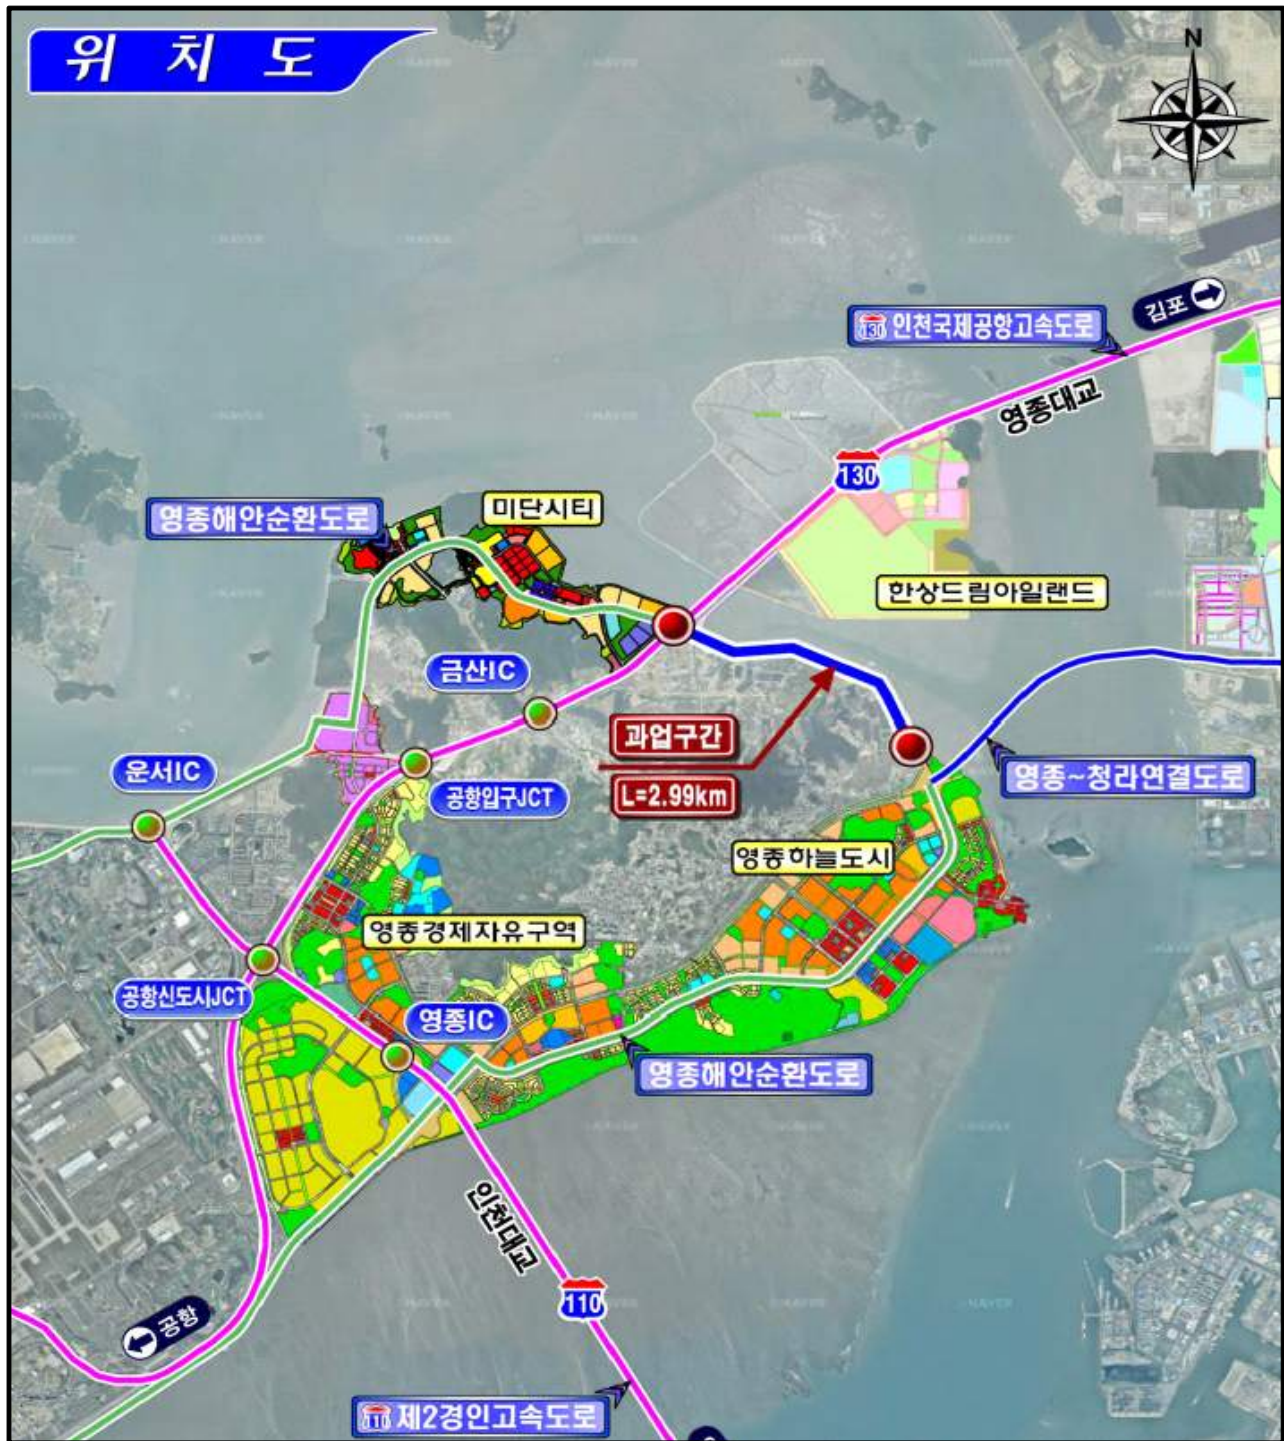 위 치 도
N
김포
130 인천국제공항고속도로
영종대교
130
미단시티
영종해안순환도로
한상드림아일랜드
금산IC
과업구간
운서IC
공항입구JCT
L=2.99km
영종~청라연결도로
영종하늘도시
영종경제자유구역
공항신도시JCT
영종IC
영종해안순환도로
인천대교
110
공항
110 제2경인고속도로
NAVER